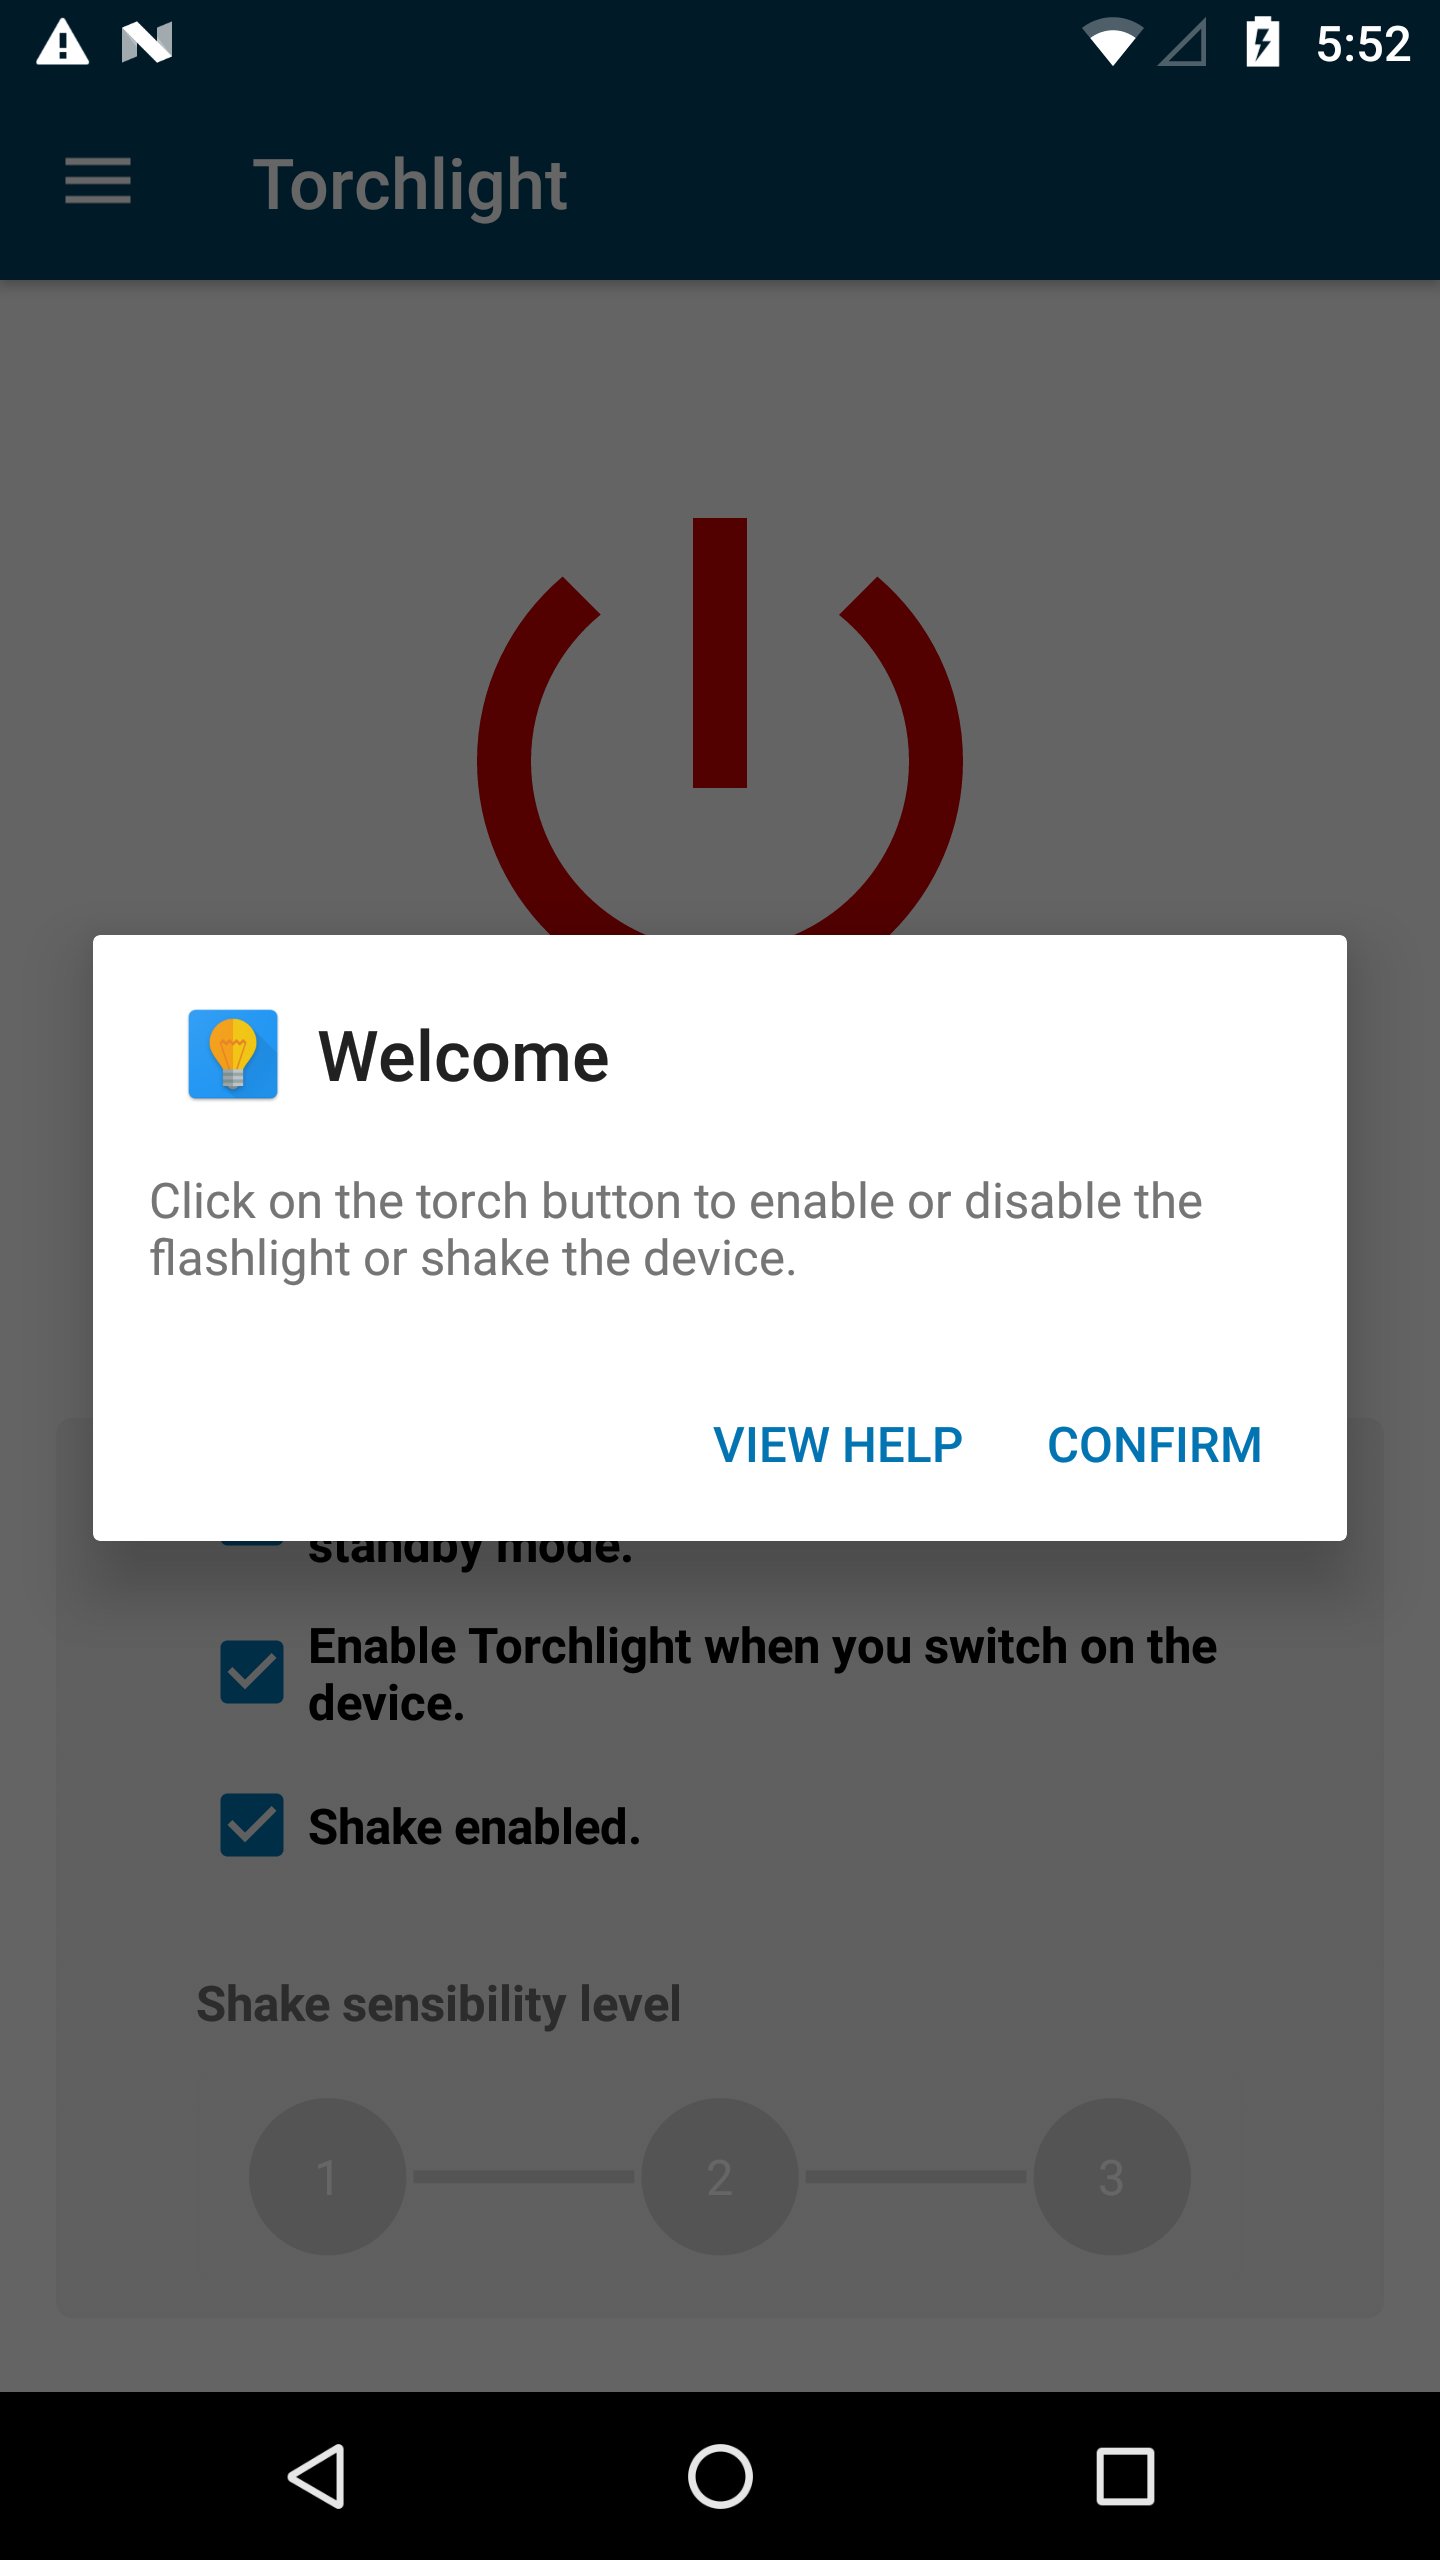 5:52
Torchlight
Welcome
Click on the torch button to enable or disable the
flashlight or shake the device.
VIEW HELP CONFIRM
standby mode.
Enable Torchlight when you switch on the
device.
Shake enabled.
Shake sensibility level
1 2 3